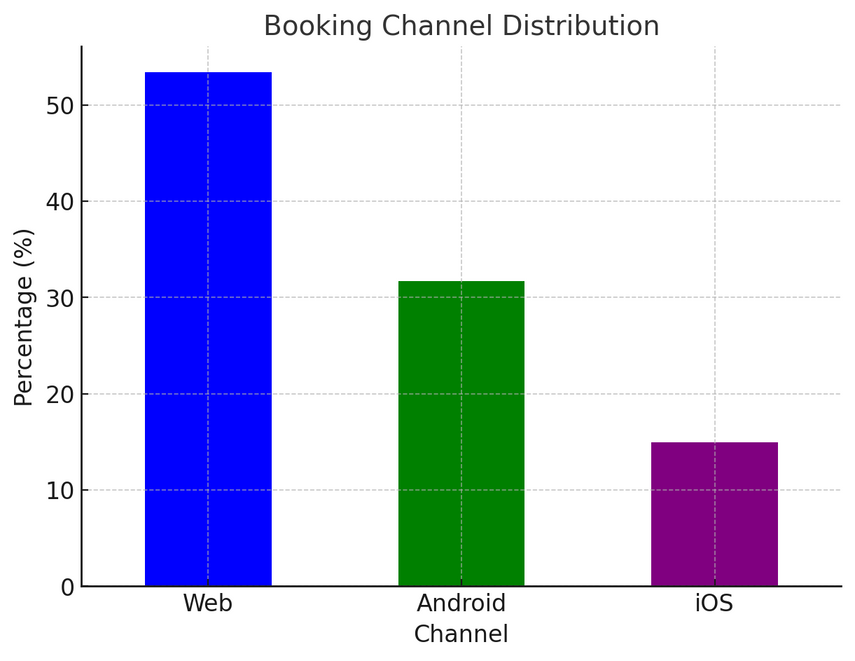 Booking Channel Distribution
Percentage (%)
50
40
30
20
10
0
Web Android iOS
Channel